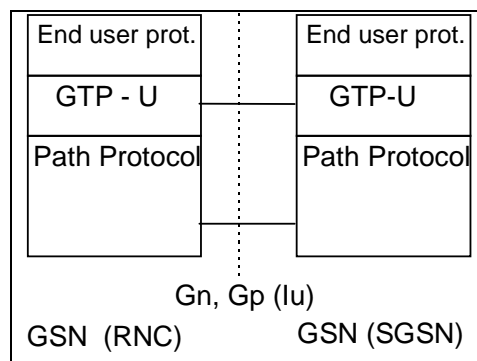 End user prot.
End user prot.
GTP - U
GTP-U
Path Protocol
Path Protocol
Gn, Gp (Iu)
GSN (RNC)
GSN (SGSN)